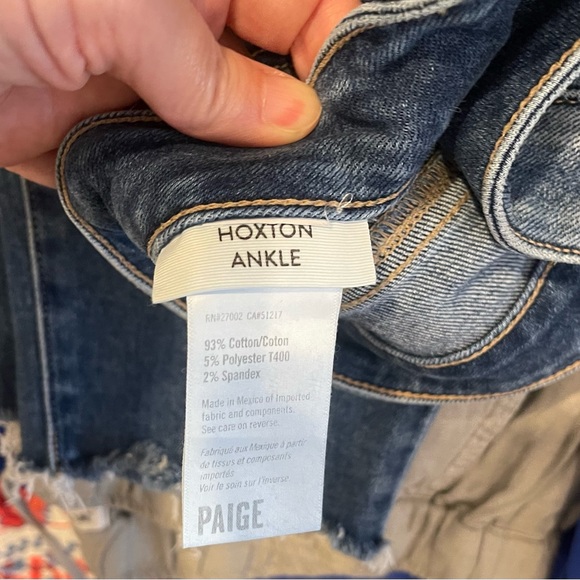 HOXTON
ANKLE
RN#27002 CA#51217
93% Cotton/Coton
5% Polyester T400
2% Spandex
Made in Mexico of Imported
fabric and components.
See care on reverse.
Fabriqué aux Mexique à partir
de tissus et composants
importés
Voir le soin sur l'inverse.
PAIGE